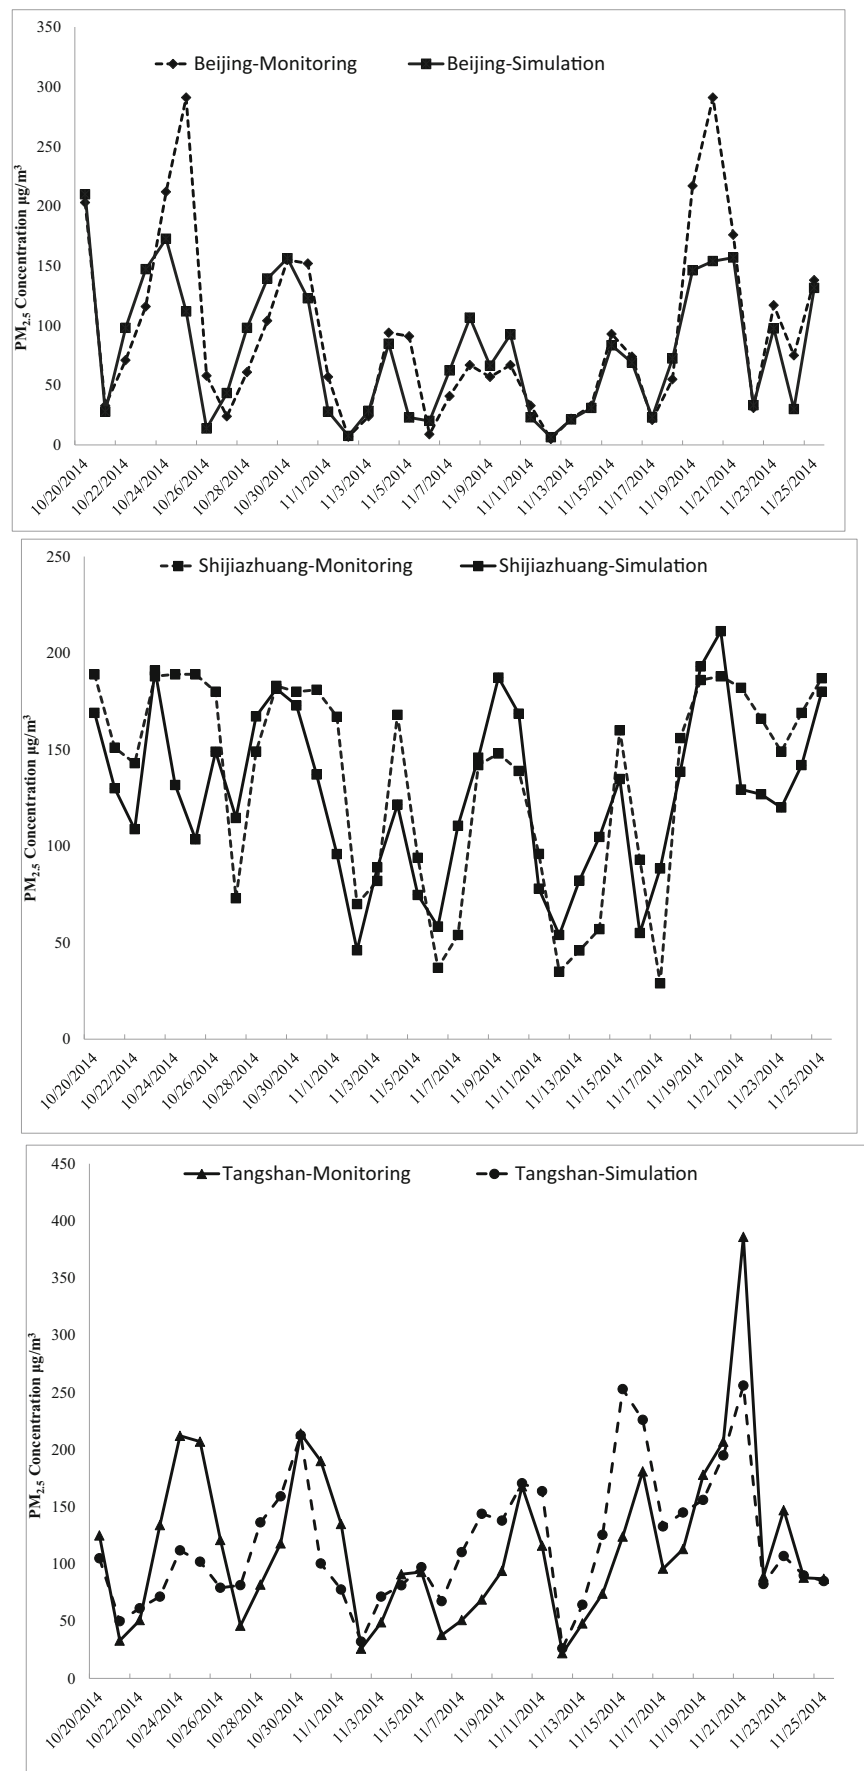 350
300
250
200
150
100
50
0
PM2.5 Concentration µg/m³
Beijing-Monitoring Beijing-Simulation
10/20/2014 10/22/2014 10/24/2014 10/26/2014 10/28/2014 10/30/2014 11/1/2014 11/3/2014 11/5/2014 11/7/2014 11/9/2014 11/11/2014 11/13/2014 11/15/2014 11/17/2014 11/19/2014 11/21/2014 11/23/2014 11/25/2014
250
200
150
100
50
0
PM2.5 Concentration µg/m³
Shijiazhuang-Monitoring Shijiazhuang-Simulation
10/20/2014 10/22/2014 10/24/2014 10/26/2014 10/28/2014 10/30/2014 11/1/2014 11/3/2014 11/5/2014 11/7/2014 11/9/2014 11/11/2014 11/13/2014 11/15/2014 11/17/2014 11/19/2014 11/21/2014 11/23/2014 11/25/2014
450
400
350
300
250
200
150
100
50
0
PM2.5 Concentration µg/m³
Tangshan-Monitoring Tangshan-Simulation
10/20/2014 10/22/2014 10/24/2014 10/26/2014 10/28/2014 10/30/2014 11/1/2014 11/3/2014 11/5/2014 11/7/2014 11/9/2014 11/11/2014 11/13/2014 11/15/2014 11/17/2014 11/19/2014 11/21/2014 11/23/2014 11/25/2014